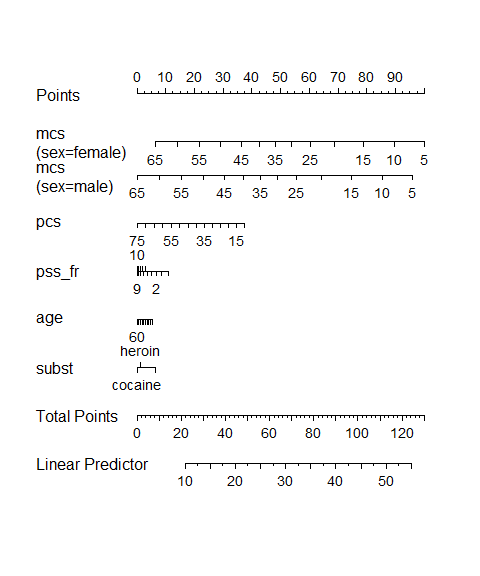 0 10 20 30 40 50 60 70 80 90
Points
mcs
(sex=female)
65 55 45 35 25 15 10 5
mcs
(sex=male)
65 55 45 35 25 15 10 5
pcs
75 55 35 15
10
pss_fr
9 2
age
60
heroin
subst
cocaine
Total Points
0 20 40 60 80 100 120
Linear Predictor
10 20 30 40 50